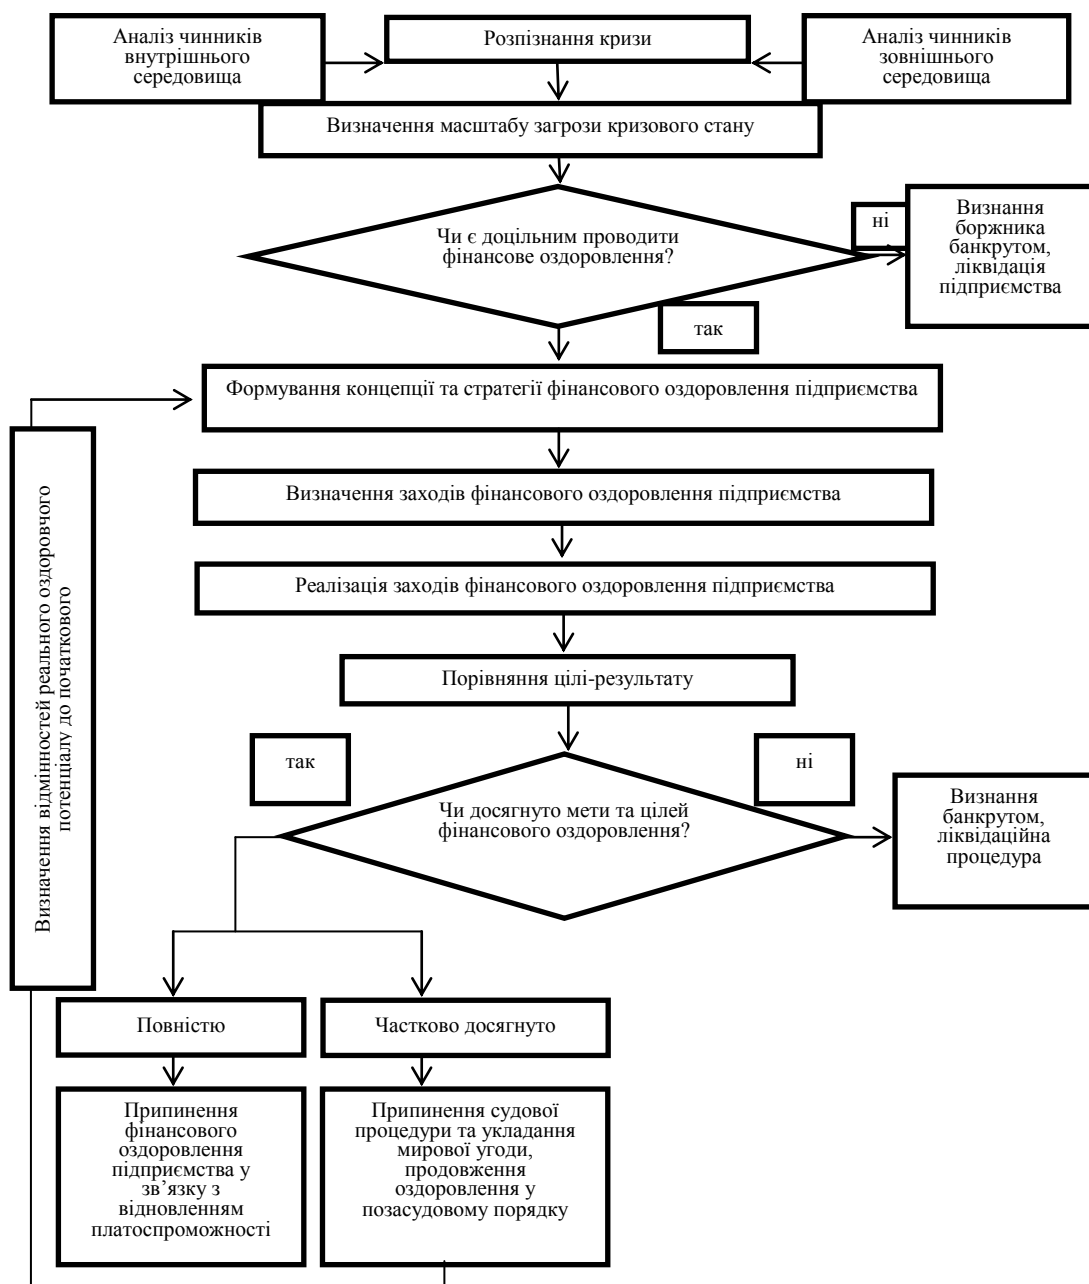 Аналіз чинників
внутрішнього
середовища
Розпізнання кризи
Аналіз чинників
зовнішнього
середовища
Визначення масштабу загрози кризового стану
Чи є доцільним проводити
фінансове оздоровлення?
ні
Визнання
боржника
банкрутом,
ліквідація
підприємства
так
Формування концепції та стратегії фінансового оздоровлення підприємства
Визначення заходів фінансового оздоровлення підприємства
Реалізація заходів фінансового оздоровлення підприємства
Порівняння цілі-результату
Визначення відмінностей реального оздоровчого
потенціалу до початкового
так
ні
Чи досягнуто мети та цілей
фінансового оздоровлення?
Визнання
банкрутом,
ліквідаційна
процедура
Повністю
Частково досягнуто
Припинення
фінансового
оздоровлення
підприємства у
зв’язку з
відновленням
платоспроможності
Припинення судової
процедури та укладання
мирової угоди,
продовження
оздоровлення у
позасудовому порядку